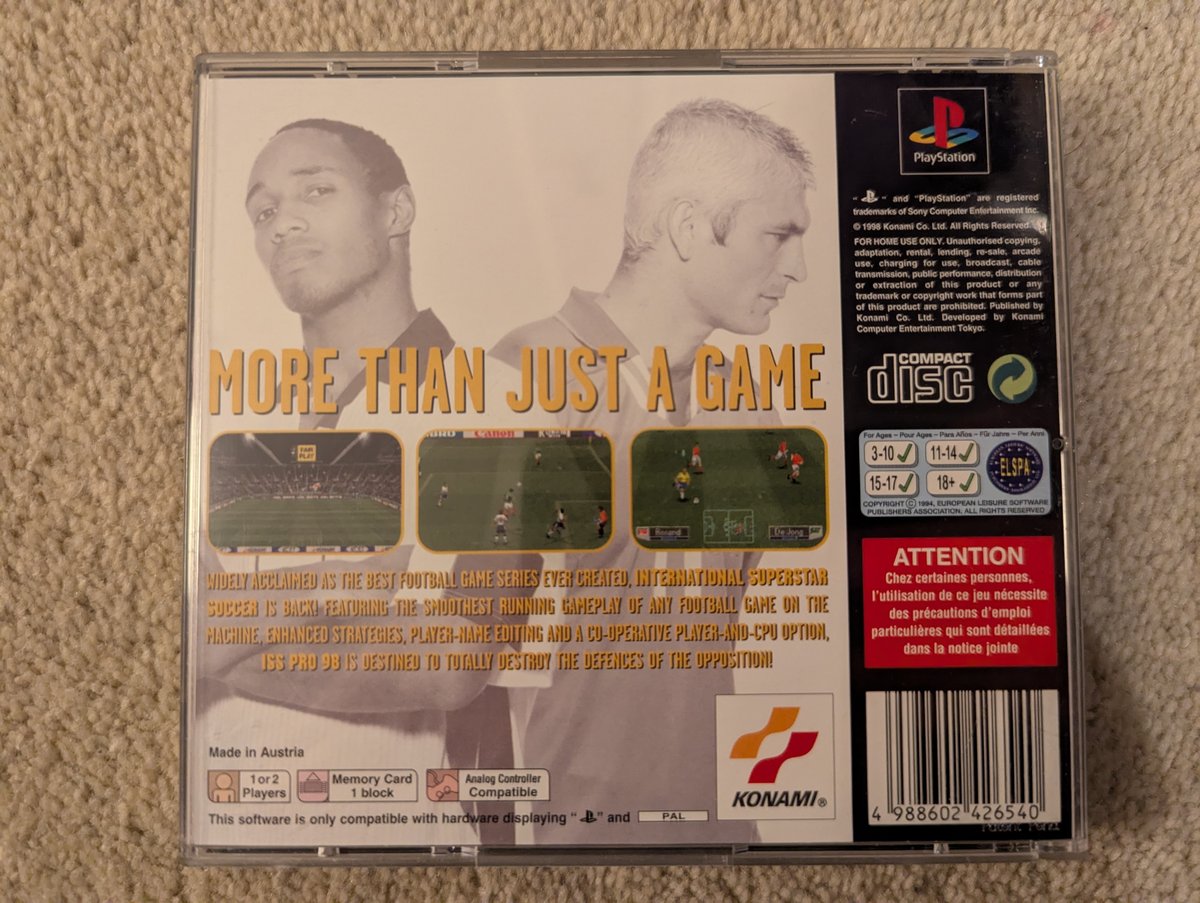 MORE THAN JUST A GAME
FAIR
PLAY
Canon
Ronand
De Jong
WIDELY ACCLAIMED AS THE BEST FOOTBALL GAME SERIES EVER CREATED, INTERNATIONAL SUPERSTAR
SOCCER IS BACK! FEATURING THE SMOOTHEST RUNNING GAMEPLAY OF ANY FOOTBALL GAME ON THE
MACHINE, ENHANCED STRATEGIES, PLAYER-NAME EDITING AND A CO-OPERATIVE PLAYER-AND-CPU OPTION,
ISS PRO 98 IS DESTINED TO TOTALLY DESTROY THE DEFENCES OF THE OPPOSITION!
Made in Austria
1 or 2
Players
Memory Card
1 block
Analog Controller
Compatible
This software is only compatible with hardware displaying " " and PAL
KONAMI®
PlayStation
" " and "PlayStation" are registered
trademarks of Sony Computer Entertainment Inc.
© 1998 Konami Co. Ltd. All Rights Reserved.
FOR HOME USE ONLY. Unauthorised copying,
adaptation, rental, lending, re-sale, arcade
use, charging for use, broadcast, cable
transmission, public performance, distribution
or extraction of this product or any
trademark or copyright work that forms part
of this product are prohibited. Published by
Konami Co. Ltd. Developed by Konami
Computer Entertainment Tokyo.
COMPACT
disc
For Ages – Pour Ages – Para Años – Für Jahre – Per Anni
3-10
11-14
15-17
18+
ELSPA
COPYRIGHT © 1994, EUROPEAN LEISURE SOFTWARE
PUBLISHERS ASSOCIATION, ALL RIGHTS RESERVED
ATTENTION
Chez certaines personnes,
l'utilisation de ce jeu nécessite
des précautions d'emploi
particulières qui sont détaillées
dans la notice jointe
4 988602 426540